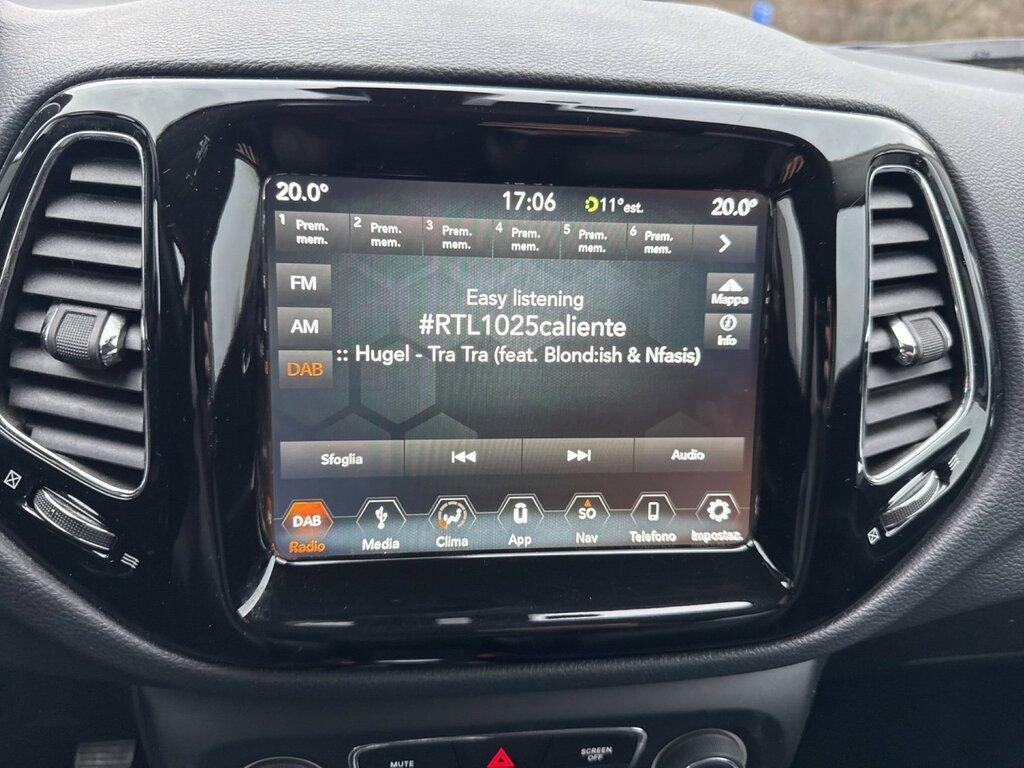 20.0° 17:06 11°est. 20.0°
1 Prem. mem. 2 Prem. mem. 3 Prem. mem. 4 Prem. mem. 5 Prem. mem. 6 Prem. mem.
FM
Mappa
Easy listening
AM
#RTL1025caliente
Info
DAB
:: Hugel - Tra Tra (feat. Blond:ish & Nfasis)
Sfoglia Audio
DAB SO
Radio Media Clima App Nav Telefono Impostaz.
MUTE SCREEN OFF